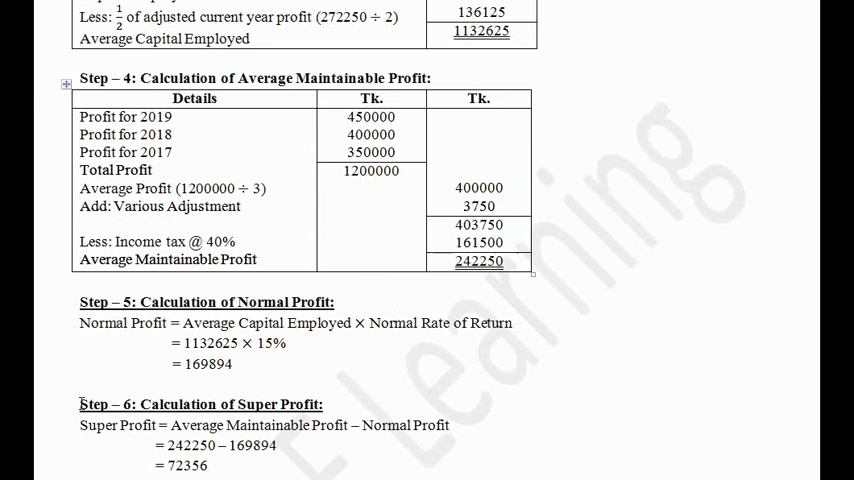 Less: 1/2 of adjusted current year profit (272250 ÷ 2) 136125
Average Capital Employed 1132625
Step – 4: Calculation of Average Maintainable Profit:
Details Tk. Tk.
Profit for 2019 450000
Profit for 2018 400000
Profit for 2017 350000
Total Profit 1200000
Average Profit (1200000 ÷ 3) 400000
Add: Various Adjustment 3750
403750
Less: Income tax @ 40% 161500
Average Maintainable Profit 242250
Step – 5: Calculation of Normal Profit:
Normal Profit = Average Capital Employed × Normal Rate of Return
= 1132625 × 15%
= 169894
Step – 6: Calculation of Super Profit:
Super Profit = Average Maintainable Profit – Normal Profit
= 242250 – 169894
= 72356
E Learning